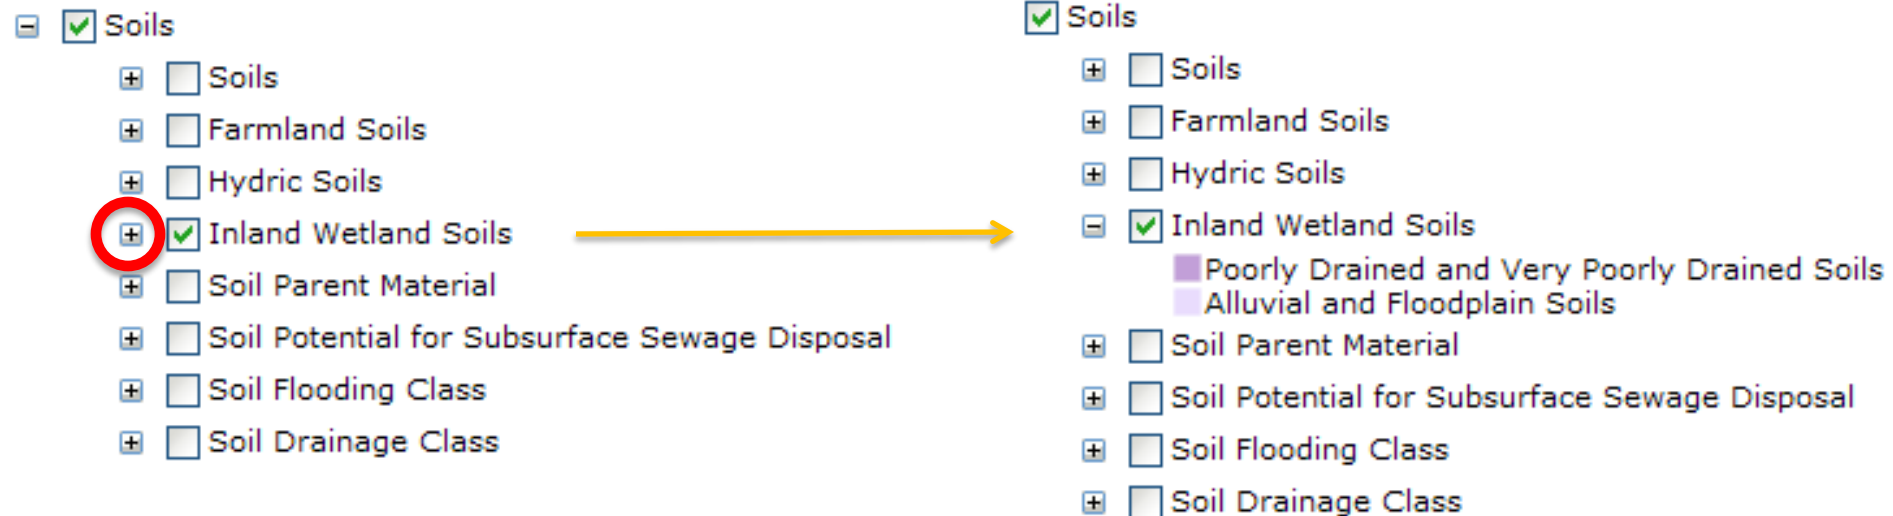 Soils
Soils
Farmland Soils
Hydric Soils
Inland Wetland Soils
Soil Parent Material
Soil Potential for Subsurface Sewage Disposal
Soil Flooding Class
Soil Drainage Class
Soils
Soils
Farmland Soils
Hydric Soils
Inland Wetland Soils
Poorly Drained and Very Poorly Drained Soils
Alluvial and Floodplain Soils
Soil Parent Material
Soil Potential for Subsurface Sewage Disposal
Soil Flooding Class
Soil Drainage Class